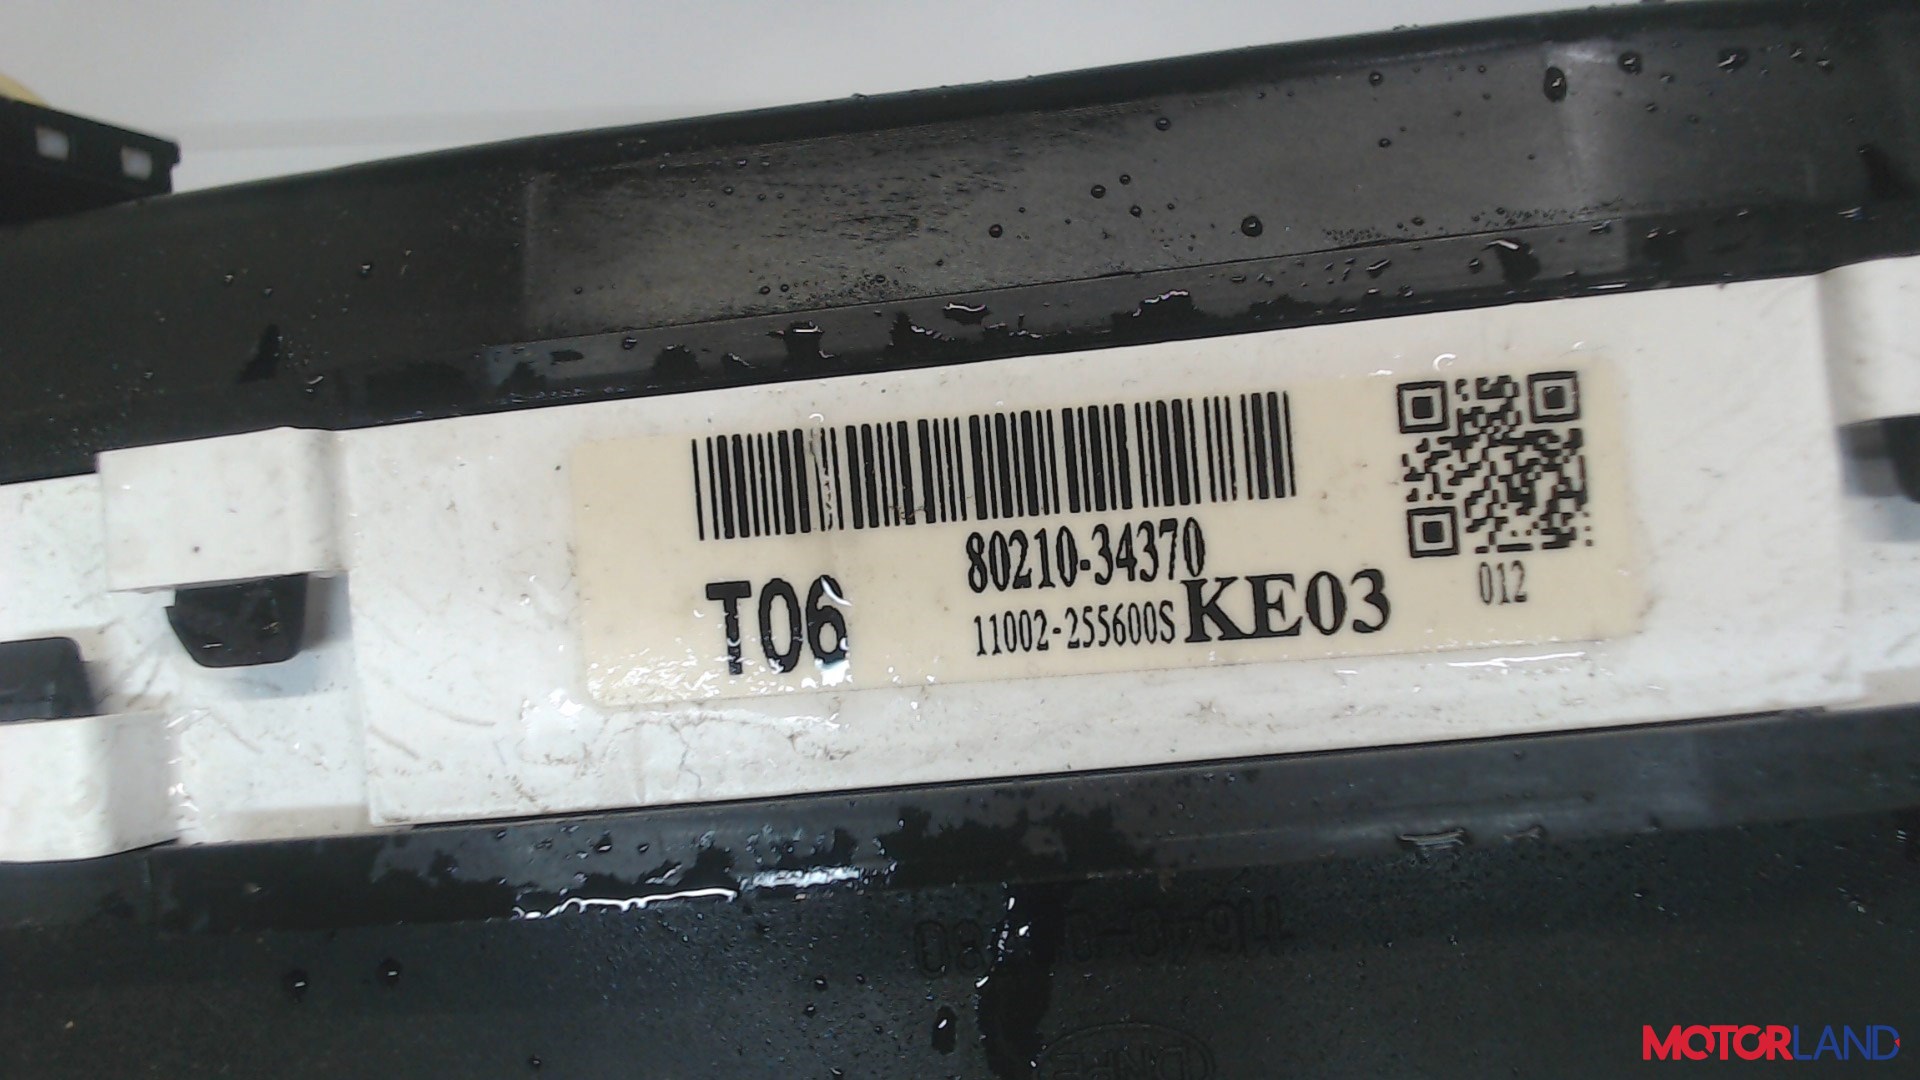 80210-34370
T06
11002-255600S KE03
012
MOTORLAND